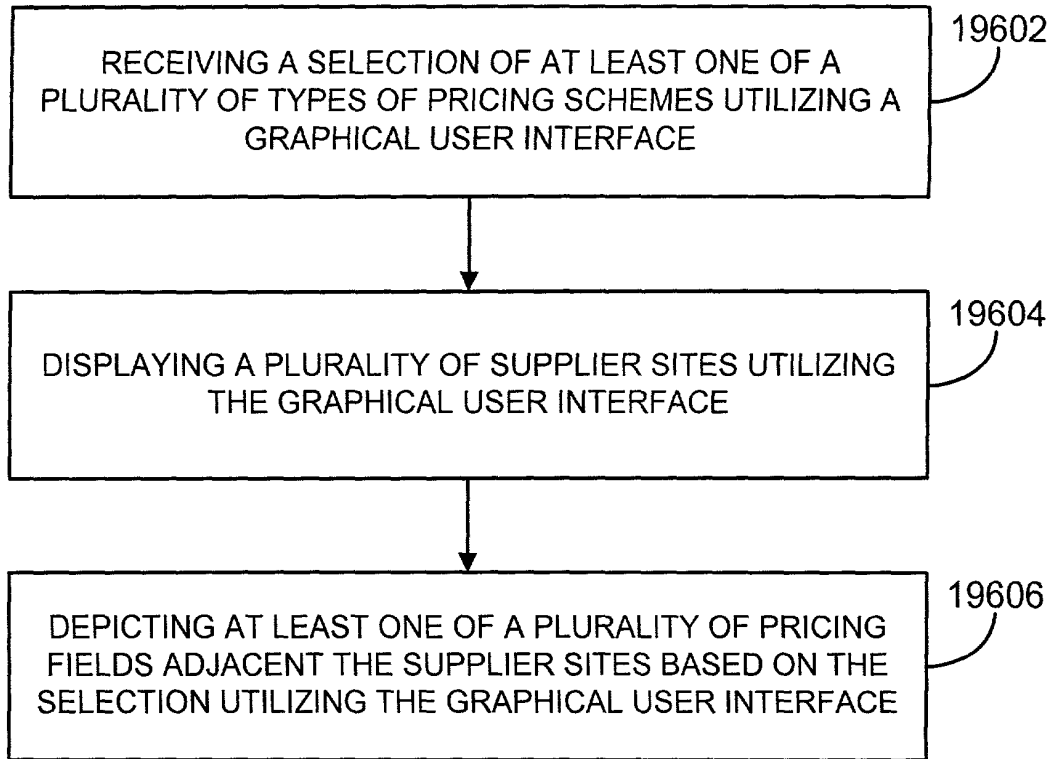 19602
RECEIVING A SELECTION OF AT LEAST ONE OF A
PLURALITY OF TYPES OF PRICING SCHEMES UTILIZING A
GRAPHICAL USER INTERFACE
19604
DISPLAYING A PLURALITY OF SUPPLIER SITES UTILIZING
THE GRAPHICAL USER INTERFACE
19606
DEPICTING AT LEAST ONE OF A PLURALITY OF PRICING
FIELDS ADJACENT THE SUPPLIER SITES BASED ON THE
SELECTION UTILIZING THE GRAPHICAL USER INTERFACE